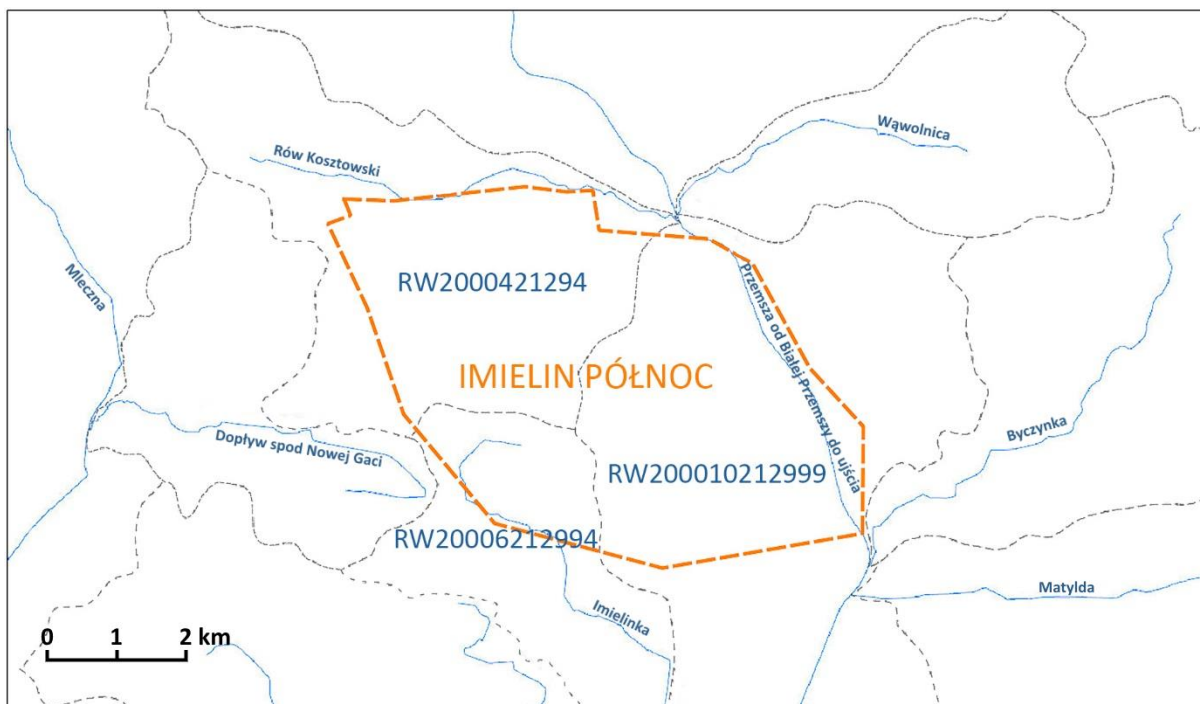 Wąwolnica
Rów Kosztowski
Mleczna
RW2000421294
Przemsza od Białej Przemszy do ujścia
IMIELIN PÓŁNOC
Dopływ spod Nowej Gaci
Byczynka
RW200010212999
RW20006212994
Matylda
Imielinka
0 1 2 km